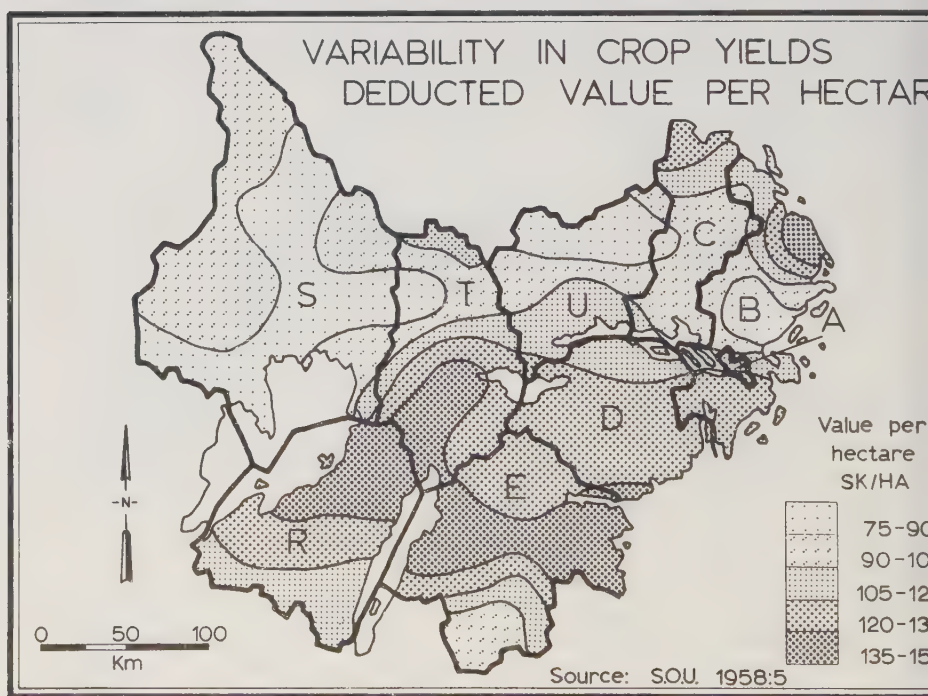 VARIABILITY IN CROP YIELDS
DEDUCTED VALUE PER HECTAR
C
S
T
U
B
A
D
E
R
-N-
Value per
hectare
SK/HA
75-90
90-10
105-12
120-13
135-15
0 50 100
Km
Source: S.O.U. 1958:5